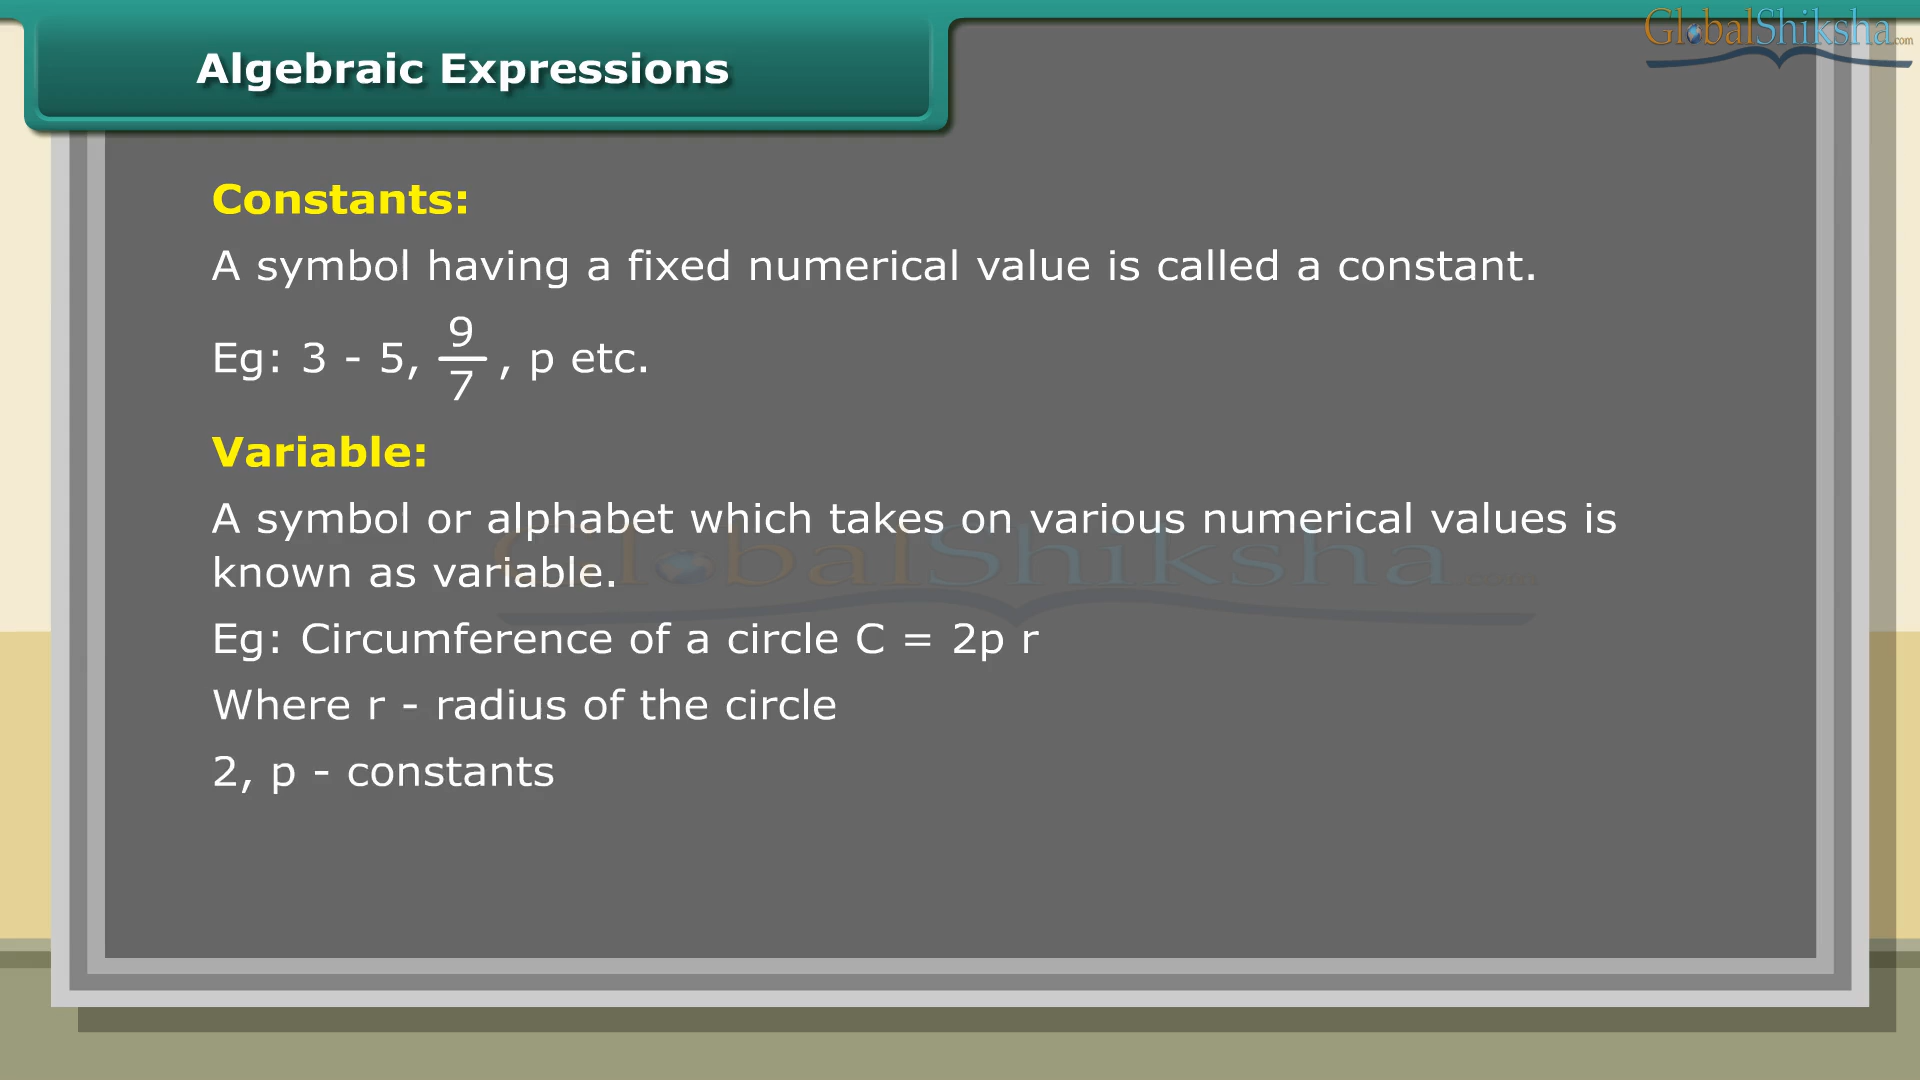 GlobalShiksha.com
Algebraic Expressions
Constants:
A symbol having a fixed numerical value is called a constant.
Eg: 3 - 5, 9/7 , p etc.
Variable:
A symbol or alphabet which takes on various numerical values is
known as variable.
GlobalShiksha.com
Eg: Circumference of a circle C = 2p r
Where r - radius of the circle
2, p - constants